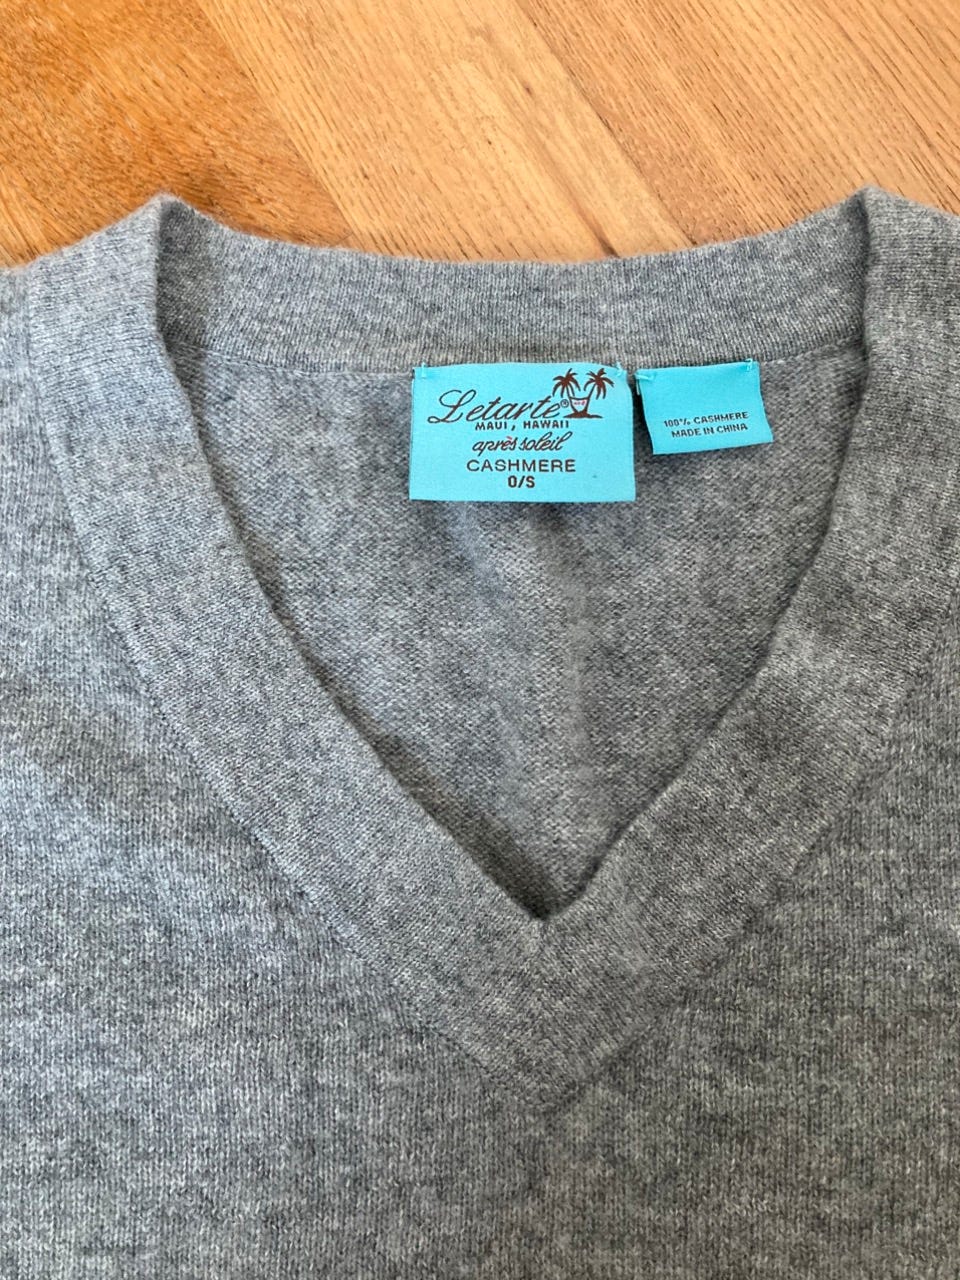 Letarte®
MAUI, HAWAII
après soleil
CASHMERE
O/S
100% CASHMERE
MADE IN CHINA